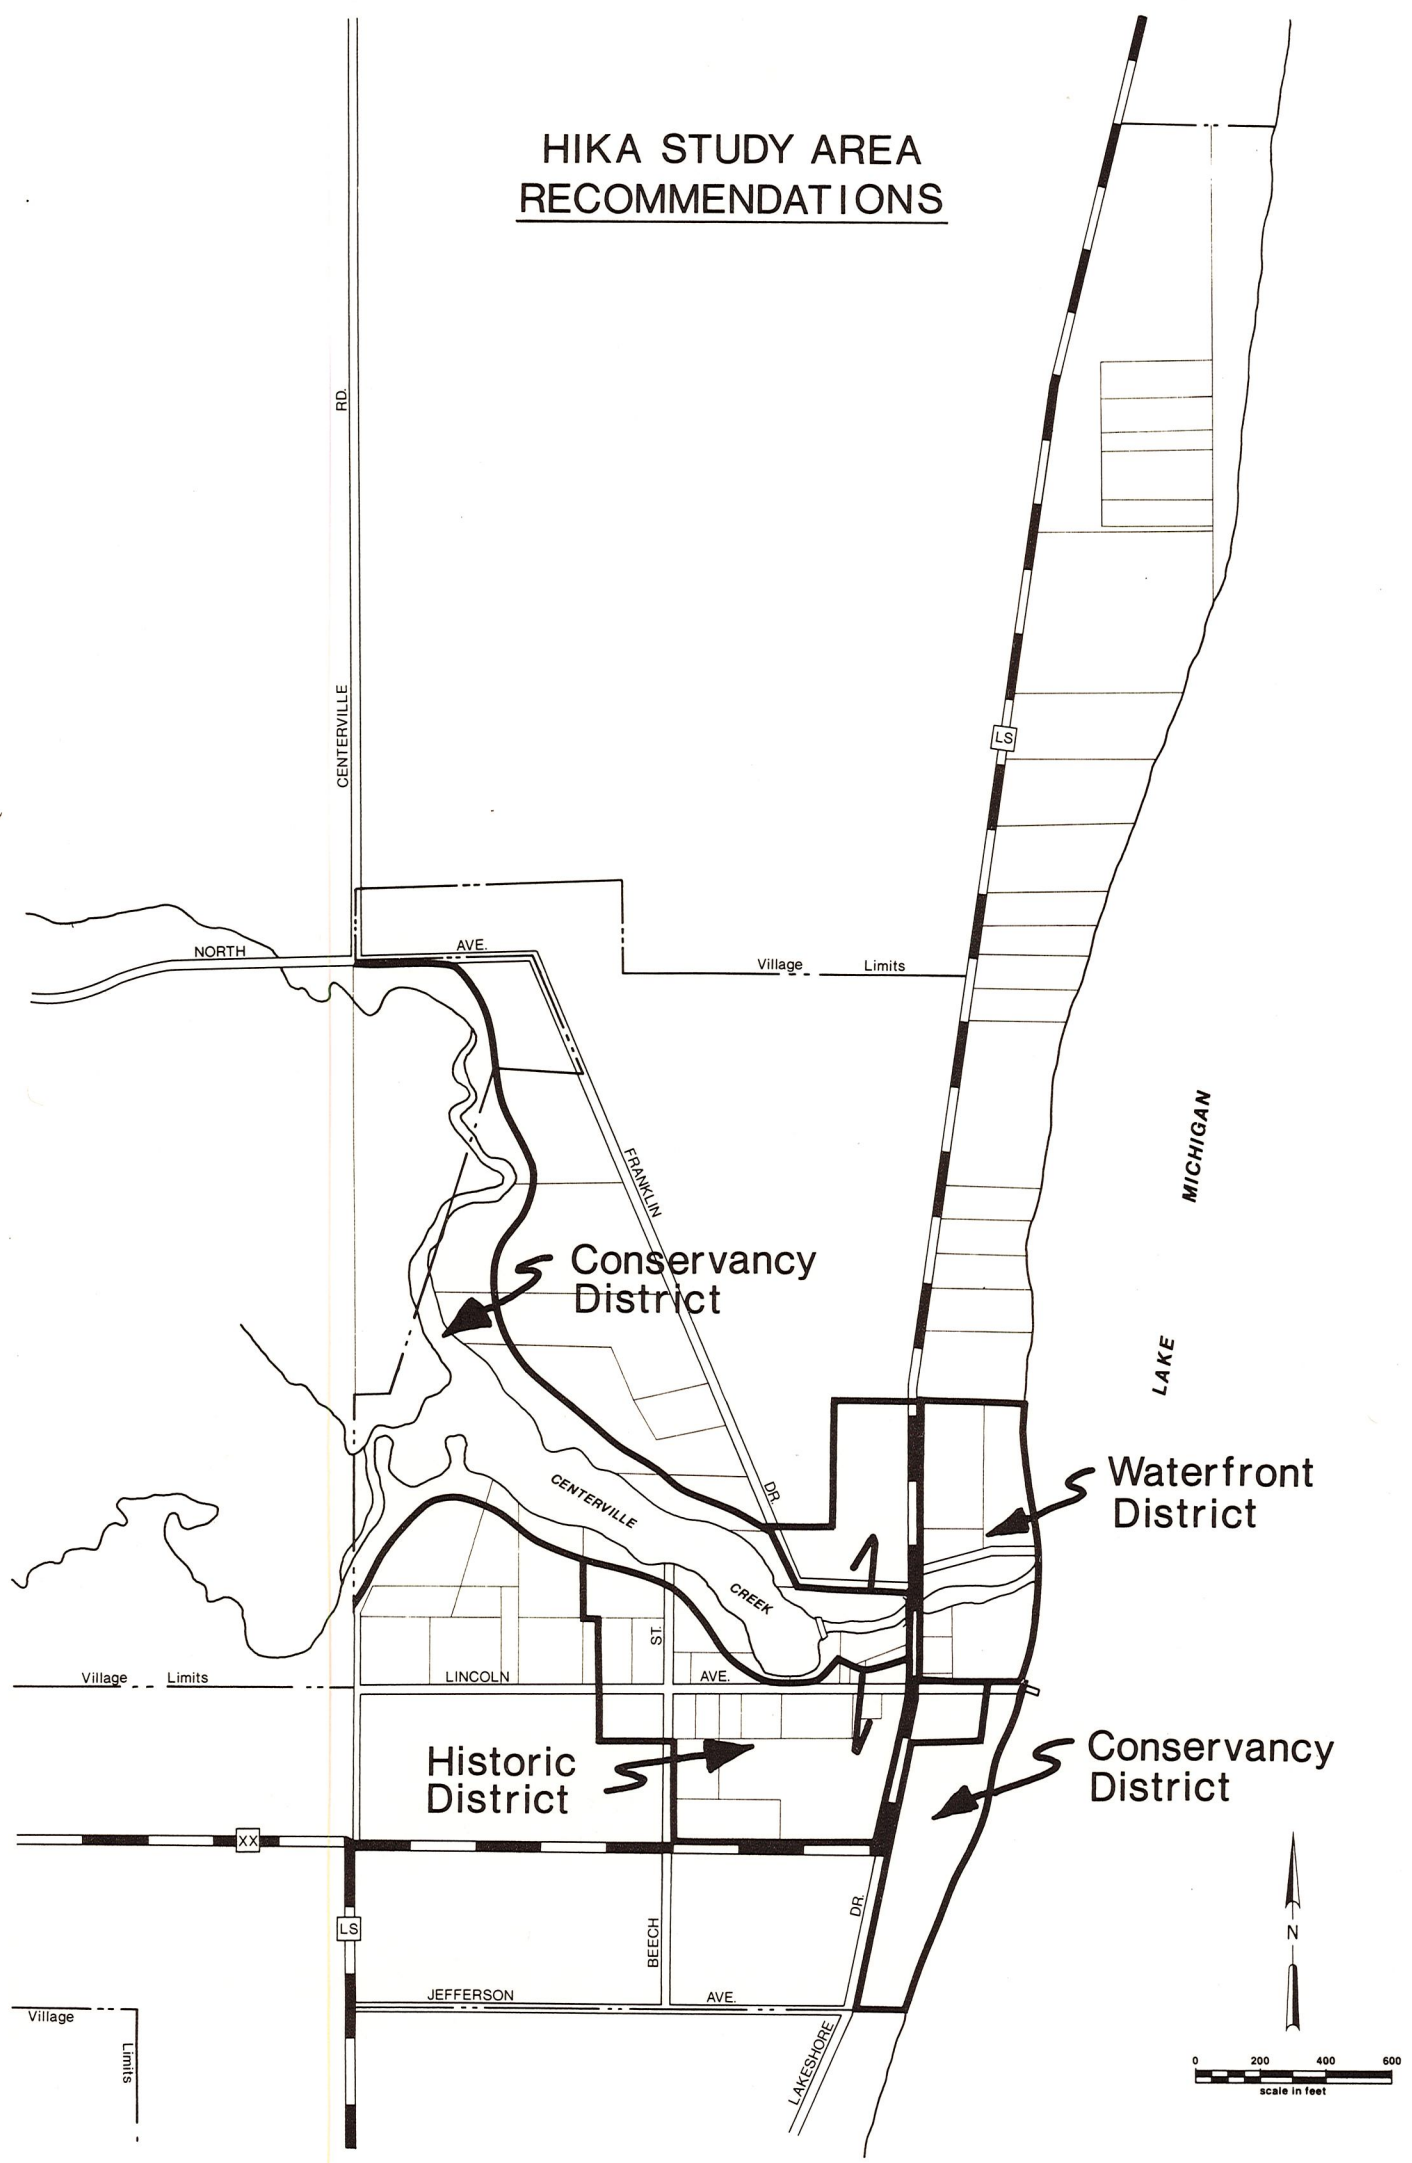 HIKA STUDY AREA
RECOMMENDATIONS
RD.
CENTERVILLE
LS
NORTH
AVE.
Village Limits
FRANKLIN
MICHIGAN
LAKE
Conservancy
District
Waterfront
District
DR.
CENTERVILLE
CREEK
ST.
Village Limits
LINCOLN
AVE.
Historic
District
Conservancy
District
XX
LS
BEECH
DR.
N
JEFFERSON
AVE.
Village
Limits
LAKESHORE
0 200 400 600
scale in feet